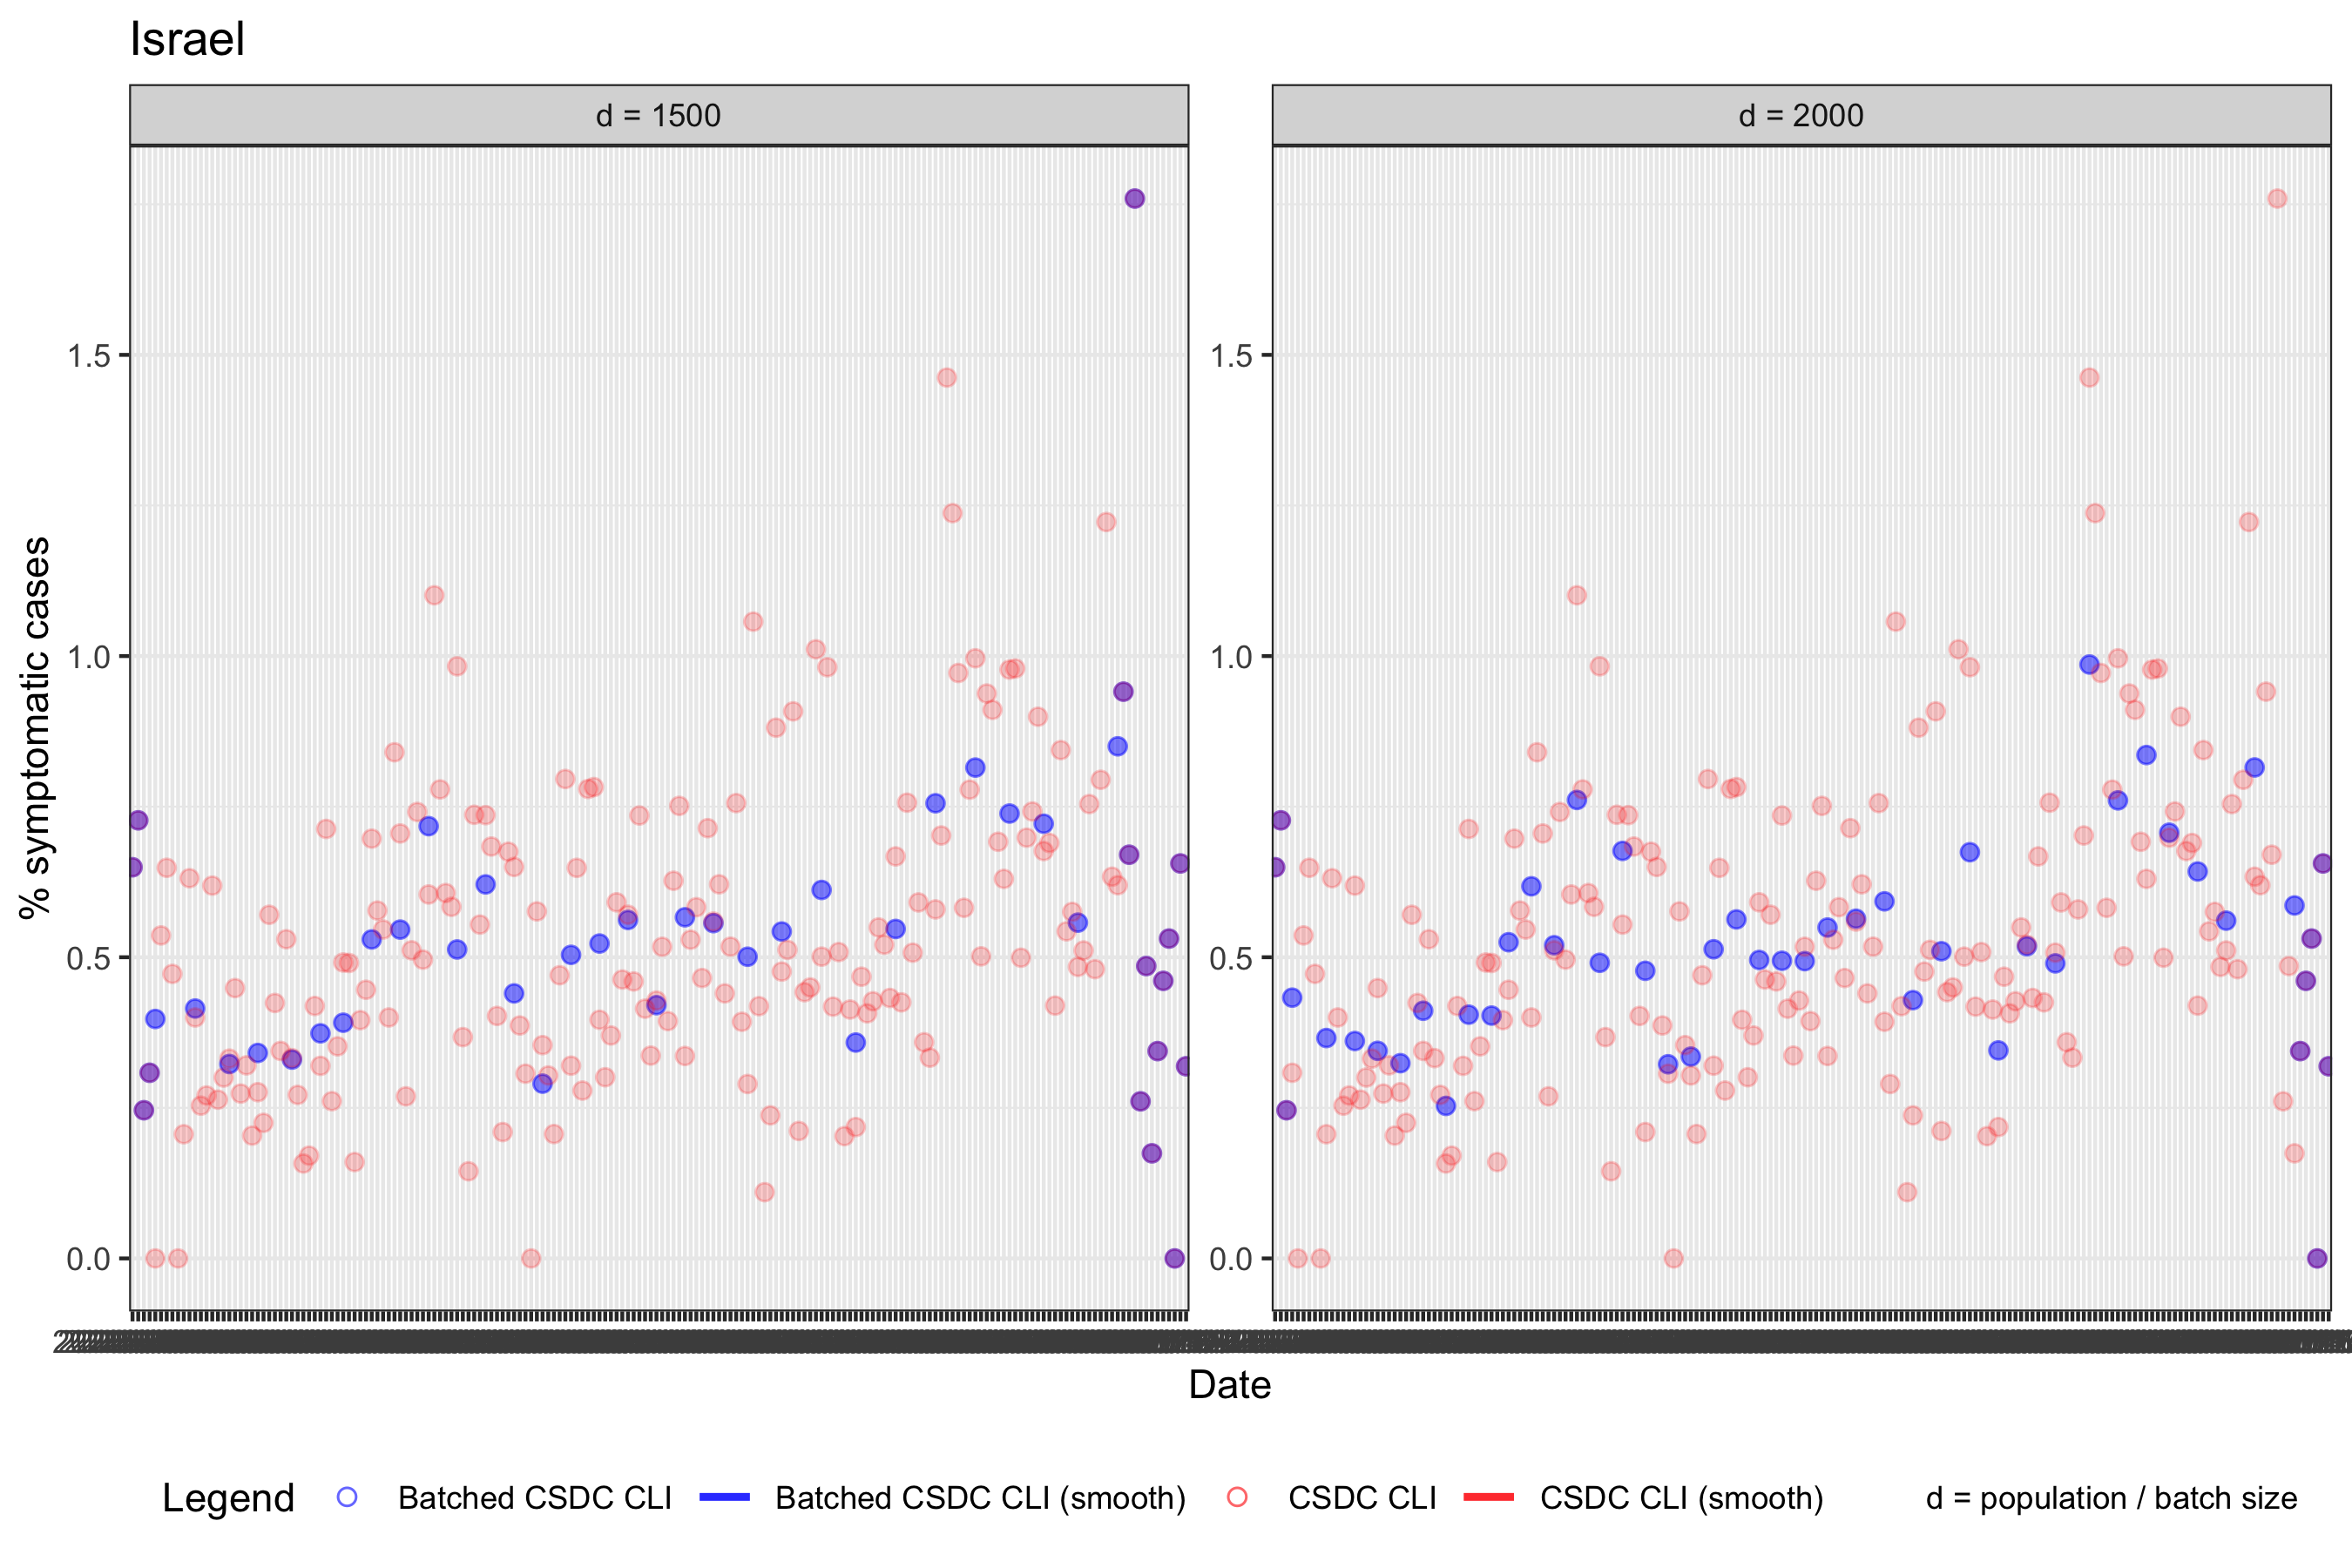 Israel
d = 1500
d = 2000
% symptomatic cases
1.5
1.0
0.5
0.0
1.5
1.0
0.5
0.0
Date
Legend
Batched CSDC CLI
Batched CSDC CLI (smooth)
CSDC CLI
CSDC CLI (smooth)
d = population / batch size